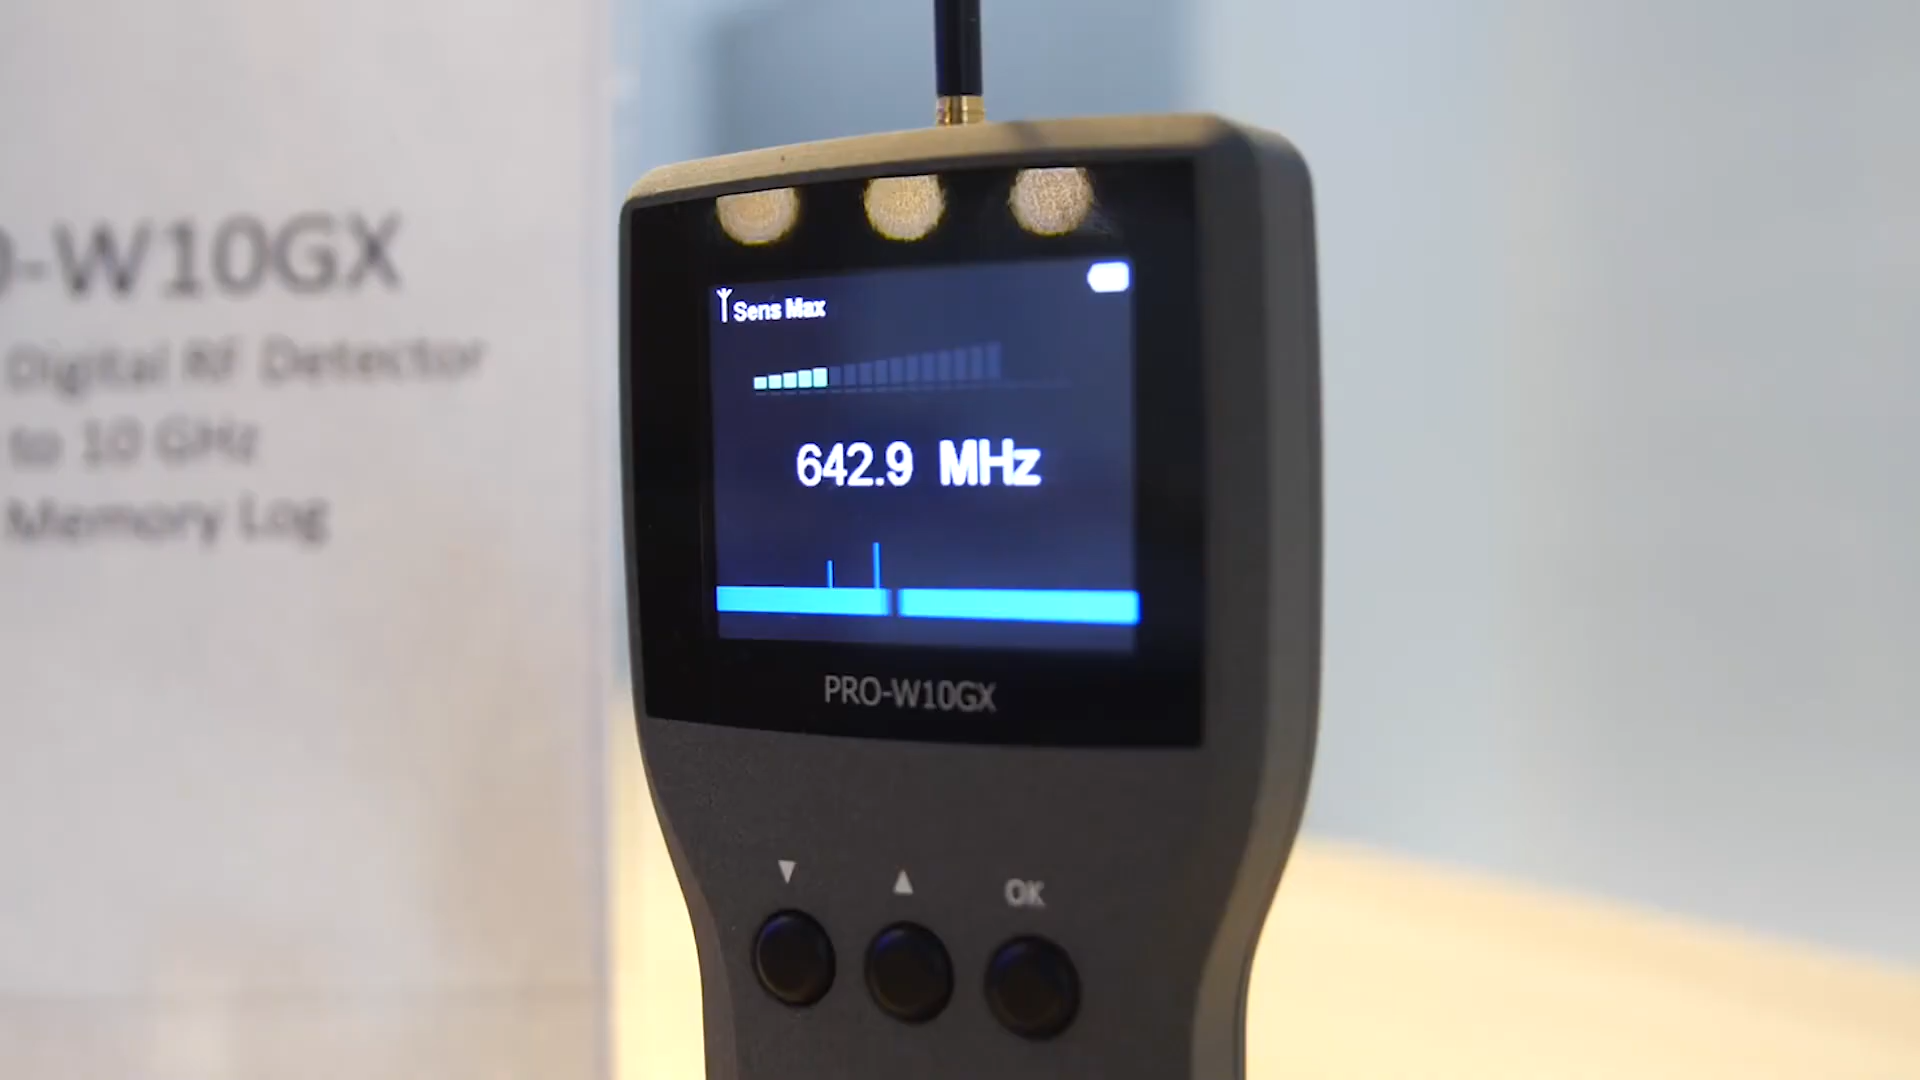 -W10GX
Digital RF Detector
to 10 GHz
Memory Log
Sens Max
642.9 MHz
PRO-W10GX
▼ ▲ OK